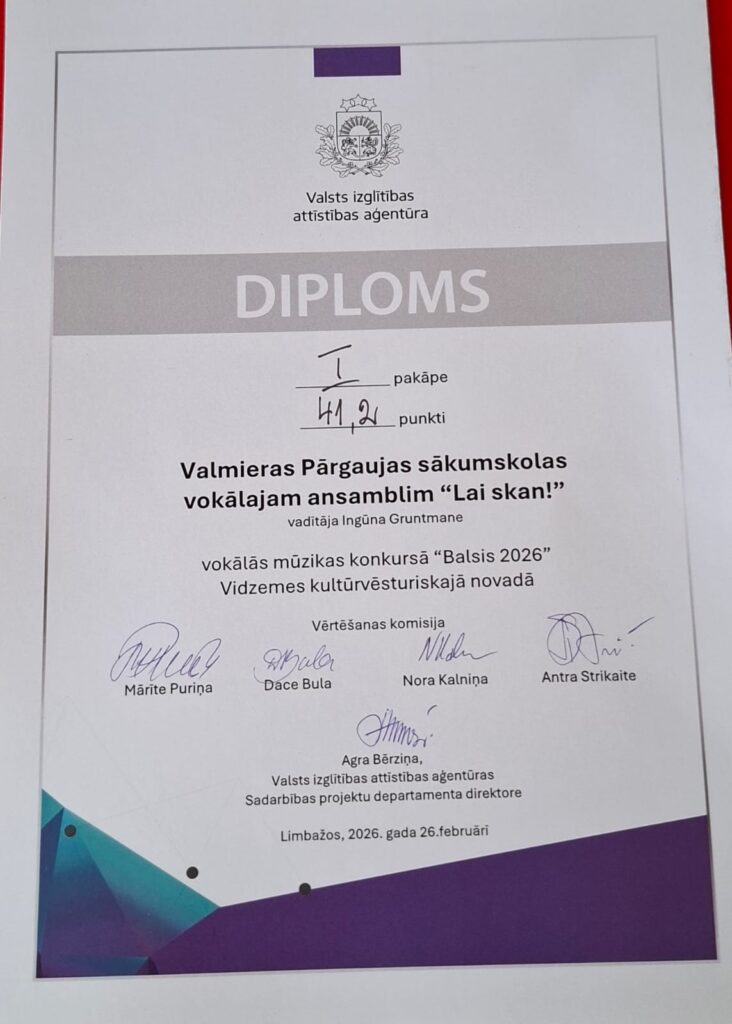 Valsts izglītības
attīstības aģentūra
DIPLOMS
I pakāpe
41,2 punkti
Valmieras Pārgaujas sākumskolas
vokālajam ansamblim “Lai skan!”
vadītāja Ingūna Gruntmane
vokālās mūzikas konkursā “Balsis 2026”
Vidzemes kultūrvēsturiskajā novadā
Vērtēšanas komisija
Mārīte Puriņa Dace Bula Nora Kalniņa Antra Strikaite
Agra Bērziņa,
Valsts izglītības attīstības aģentūras
Sadarbības projektu departamenta direktore
Limbažos, 2026. gada 26.februārī